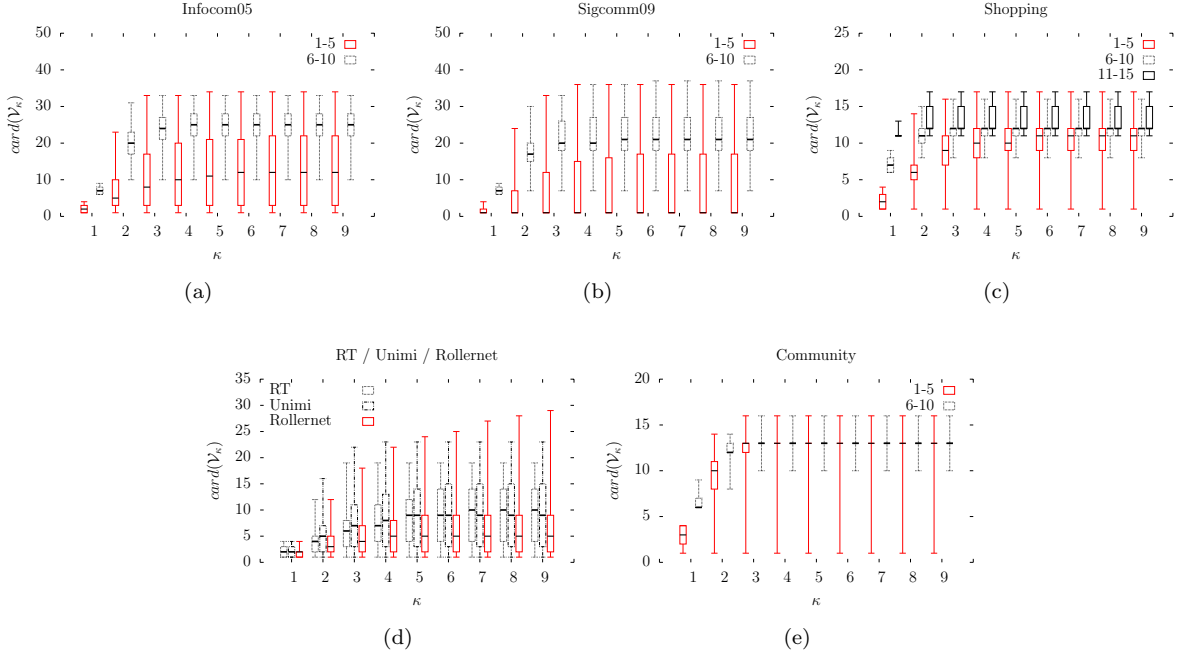 Infocom05
50
40
30
20
10
0
card(𝒱κ)
1-5
6-10
1 2 3 4 5 6 7 8 9
κ
(a)
Sigcomm09
50
40
30
20
10
0
card(𝒱κ)
1-5
6-10
1 2 3 4 5 6 7 8 9
κ
(b)
Shopping
25
20
15
10
5
0
card(𝒱κ)
1-5
6-10
11-15
1 2 3 4 5 6 7 8 9
κ
(c)
RT / Unimi / Rollernet
35
30
25
20
15
10
5
0
card(𝒱κ)
RT
Unimi
Rollernet
1 2 3 4 5 6 7 8 9
κ
(d)
Community
20
15
10
5
0
card(𝒱κ)
1-5
6-10
1 2 3 4 5 6 7 8 9
κ
(e)